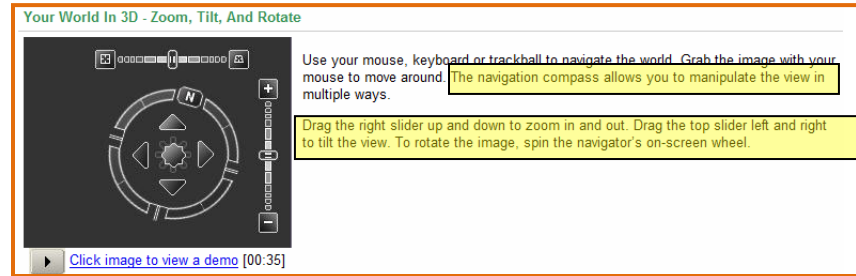 Your World In 3D - Zoom, Tilt, And Rotate
N
Use your mouse, keyboard or trackball to navigate the world. Grab the image with your
mouse to move around. The navigation compass allows you to manipulate the view in
multiple ways.
Drag the right slider up and down to zoom in and out. Drag the top slider left and right
to tilt the view. To rotate the image, spin the navigator's on-screen wheel.
Click image to view a demo [00:35]